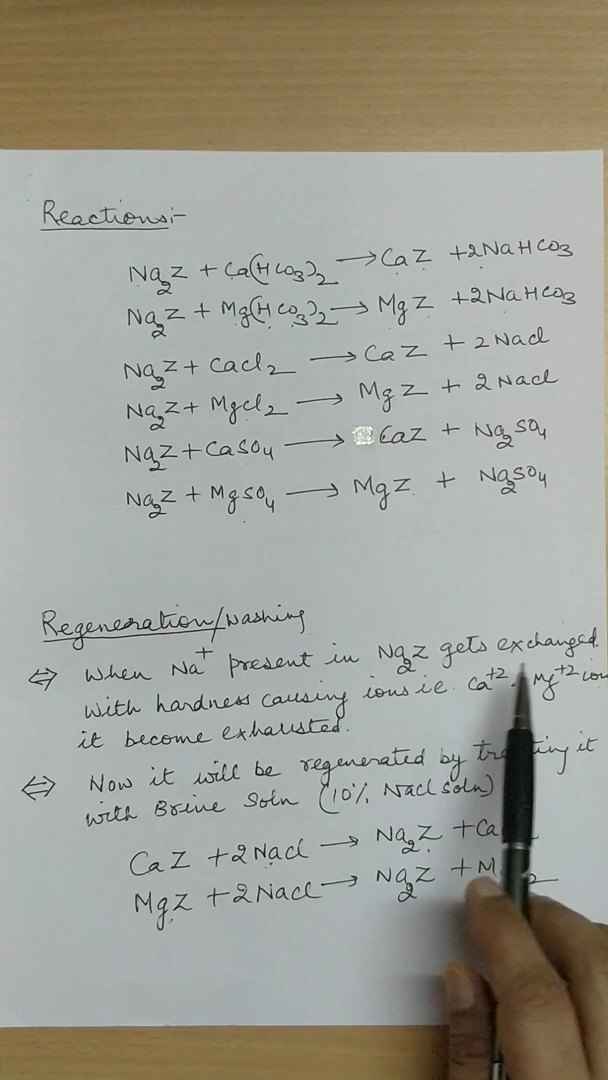 Reactions:-
Na2Z + Ca(HCO3)2 → CaZ + 2NaHCO3
Na2Z + Mg(HCO3)2 → MgZ + 2NaHCO3
Na2Z + CaCl2 → CaZ + 2NaCl
Na2Z + MgCl2 → MgZ + 2NaCl
Na2Z + CaSO4 → CaZ + Na2SO4
Na2Z + MgSO4 → MgZ + Na2SO4
Regeneration/Washing
⇔ When Na+ present in Na2Z gets exchanged
with hardness causing ions i.e. Ca+2 Mg+2
it become exhausted.
⇔ Now it will be regenerated by it
with Brine Soln (10% NaCl soln)
CaZ + 2NaCl → Na2Z +
MgZ + 2NaCl → Na2Z +